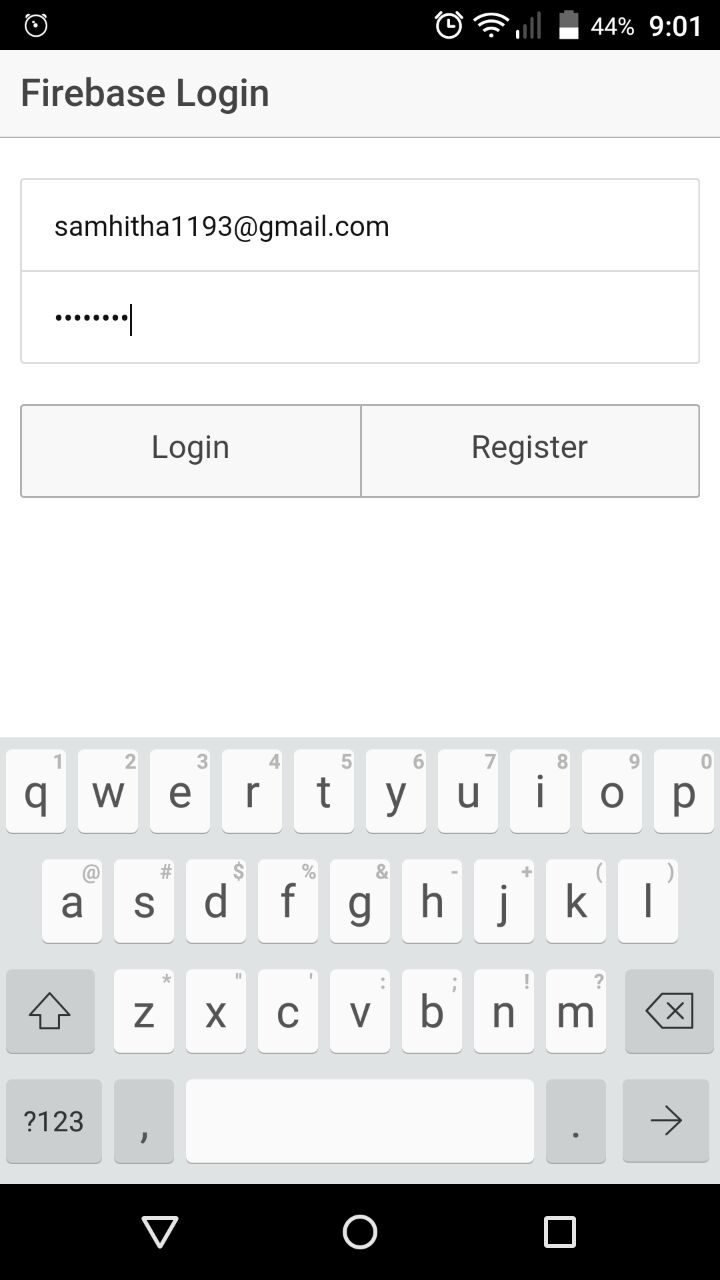 44% 9:01
Firebase Login
samhitha1193@gmail.com
••••••••
Login Register
1 2 3 4 5 6 7 8 9 0
q w e r t y u i o p
@ # $ % & - + ( )
a s d f g h j k l
* " ' : ; ! ?
z x c v b n m
?123 , .